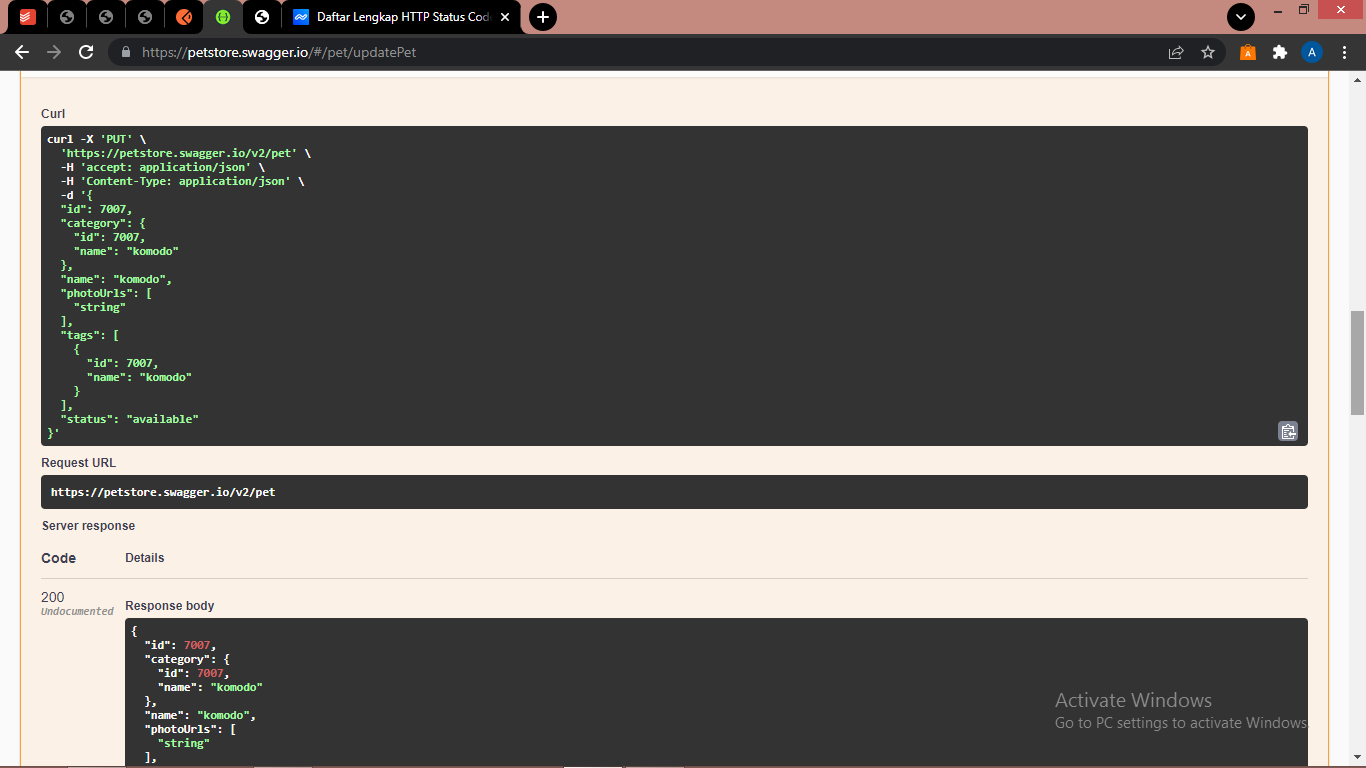 Daftar Lengkap HTTP Status Cod
https://petstore.swagger.io/#/pet/updatePet
A
A
Curl
curl -X 'PUT' \
  'https://petstore.swagger.io/v2/pet' \
  -H 'accept: application/json' \
  -H 'Content-Type: application/json' \
  -d '{
  "id": 7007,
  "category": {
    "id": 7007,
    "name": "komodo"
  },
  "name": "komodo",
  "photoUrls": [
    "string"
  ],
  "tags": [
    {
      "id": 7007,
      "name": "komodo"
    }
  ],
  "status": "available"
}'
Request URL
https://petstore.swagger.io/v2/pet
Server response
Code Details
200
Undocumented
Response body
{
  "id": 7007,
  "category": {
    "id": 7007,
    "name": "komodo"
  },
  "name": "komodo",
  "photoUrls": [
    "string"
  ],
Activate Windows
Go to PC settings to activate Windows.